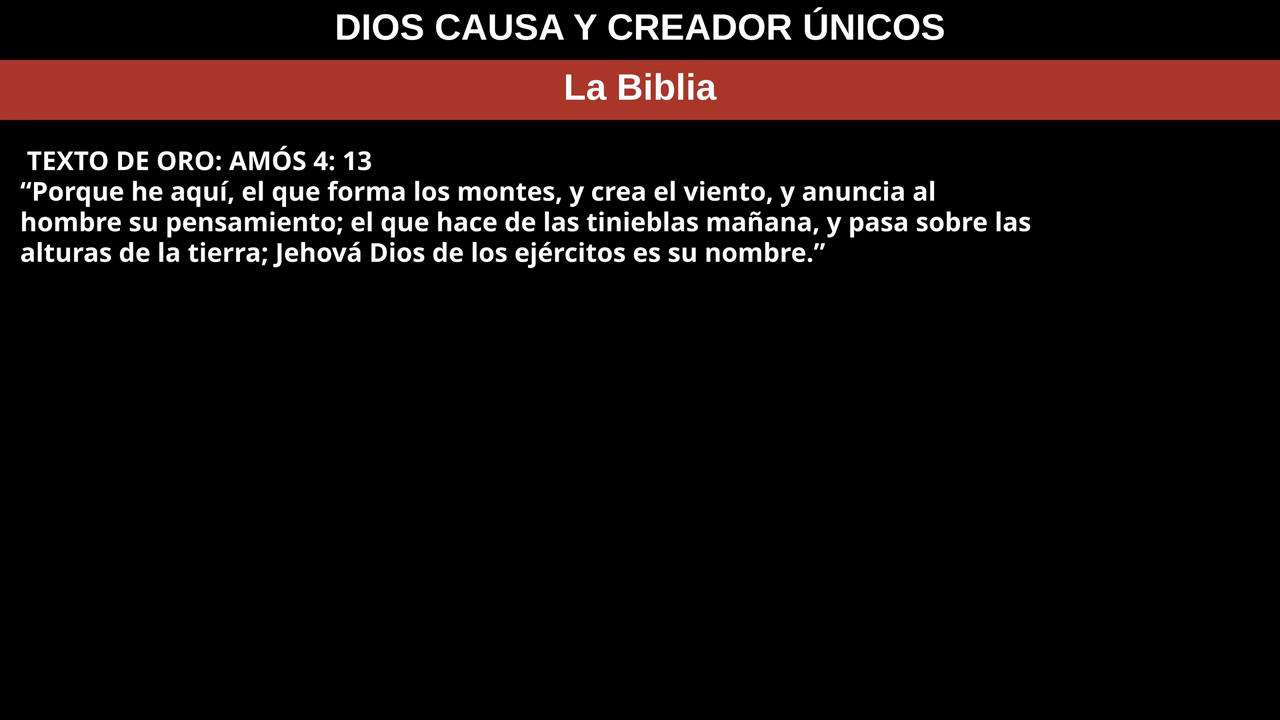 DIOS CAUSA Y CREADOR ÚNICOS
La Biblia
TEXTO DE ORO: AMÓS 4: 13
“Porque he aquí, el que forma los montes, y crea el viento, y anuncia al
hombre su pensamiento; el que hace de las tinieblas mañana, y pasa sobre las
alturas de la tierra; Jehová Dios de los ejércitos es su nombre.”